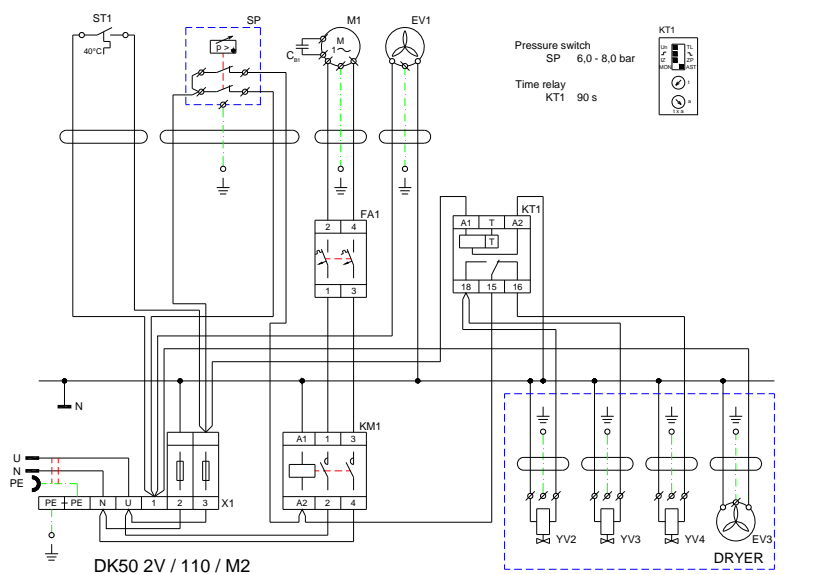 ST1
SP
M1
EV1
KT1
40°C
p >
M
1
C B1
Un TL
IZ ZP
MON AST
t
a
t x a
Pressure switch
SP 6,0 - 8,0 bar
Time relay
KT1 90 s
FA1
2 4
1 3
KT1
A1 T A2
T
18 15 16
N
KM1
A1 1 3
A2 2 4
U
N
PE
PE PE N U 1 2 3 X1
YV2 YV3 YV4 EV3
DRYER
DK50 2V / 110 / M2